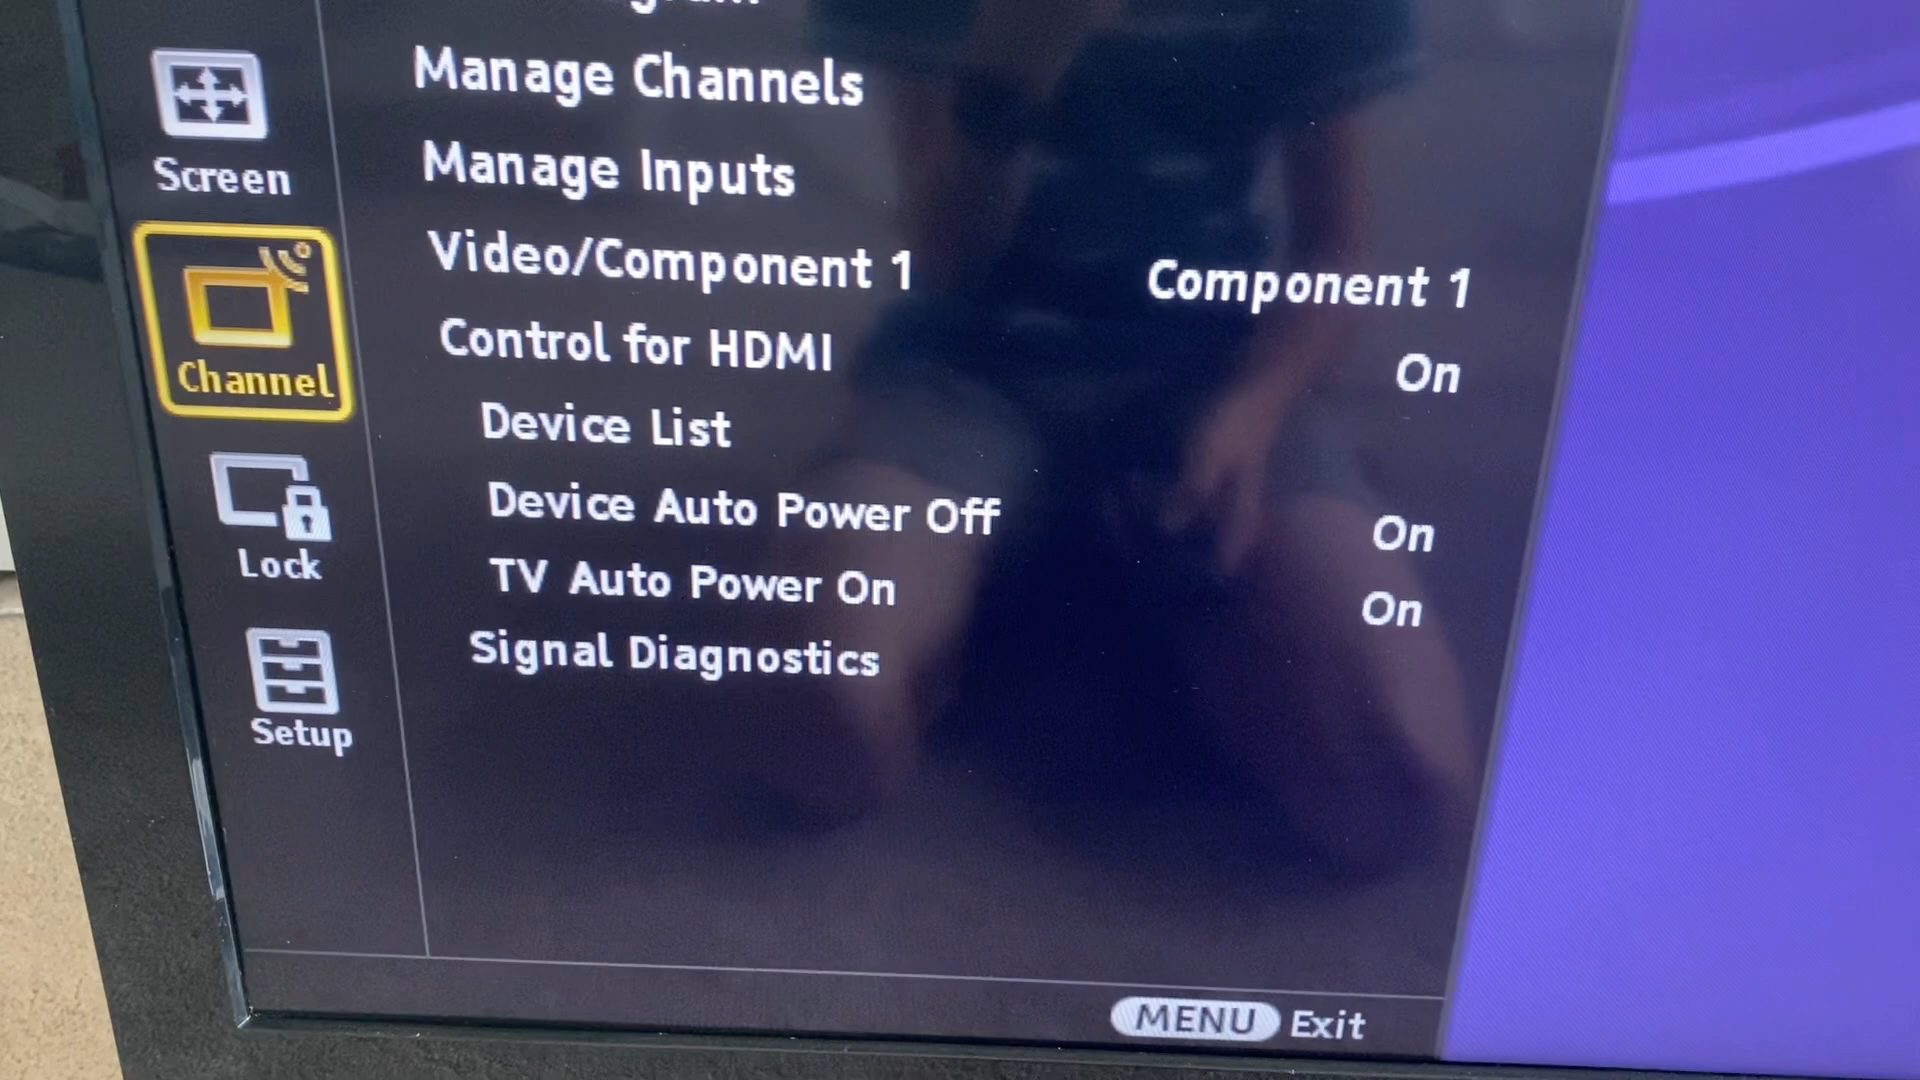 Manage Channels
Screen
Manage Inputs
Video/Component 1 Component 1
Control for HDMI On
Channel
Device List
Device Auto Power Off On
Lock
TV Auto Power On On
Signal Diagnostics
Setup
MENU Exit